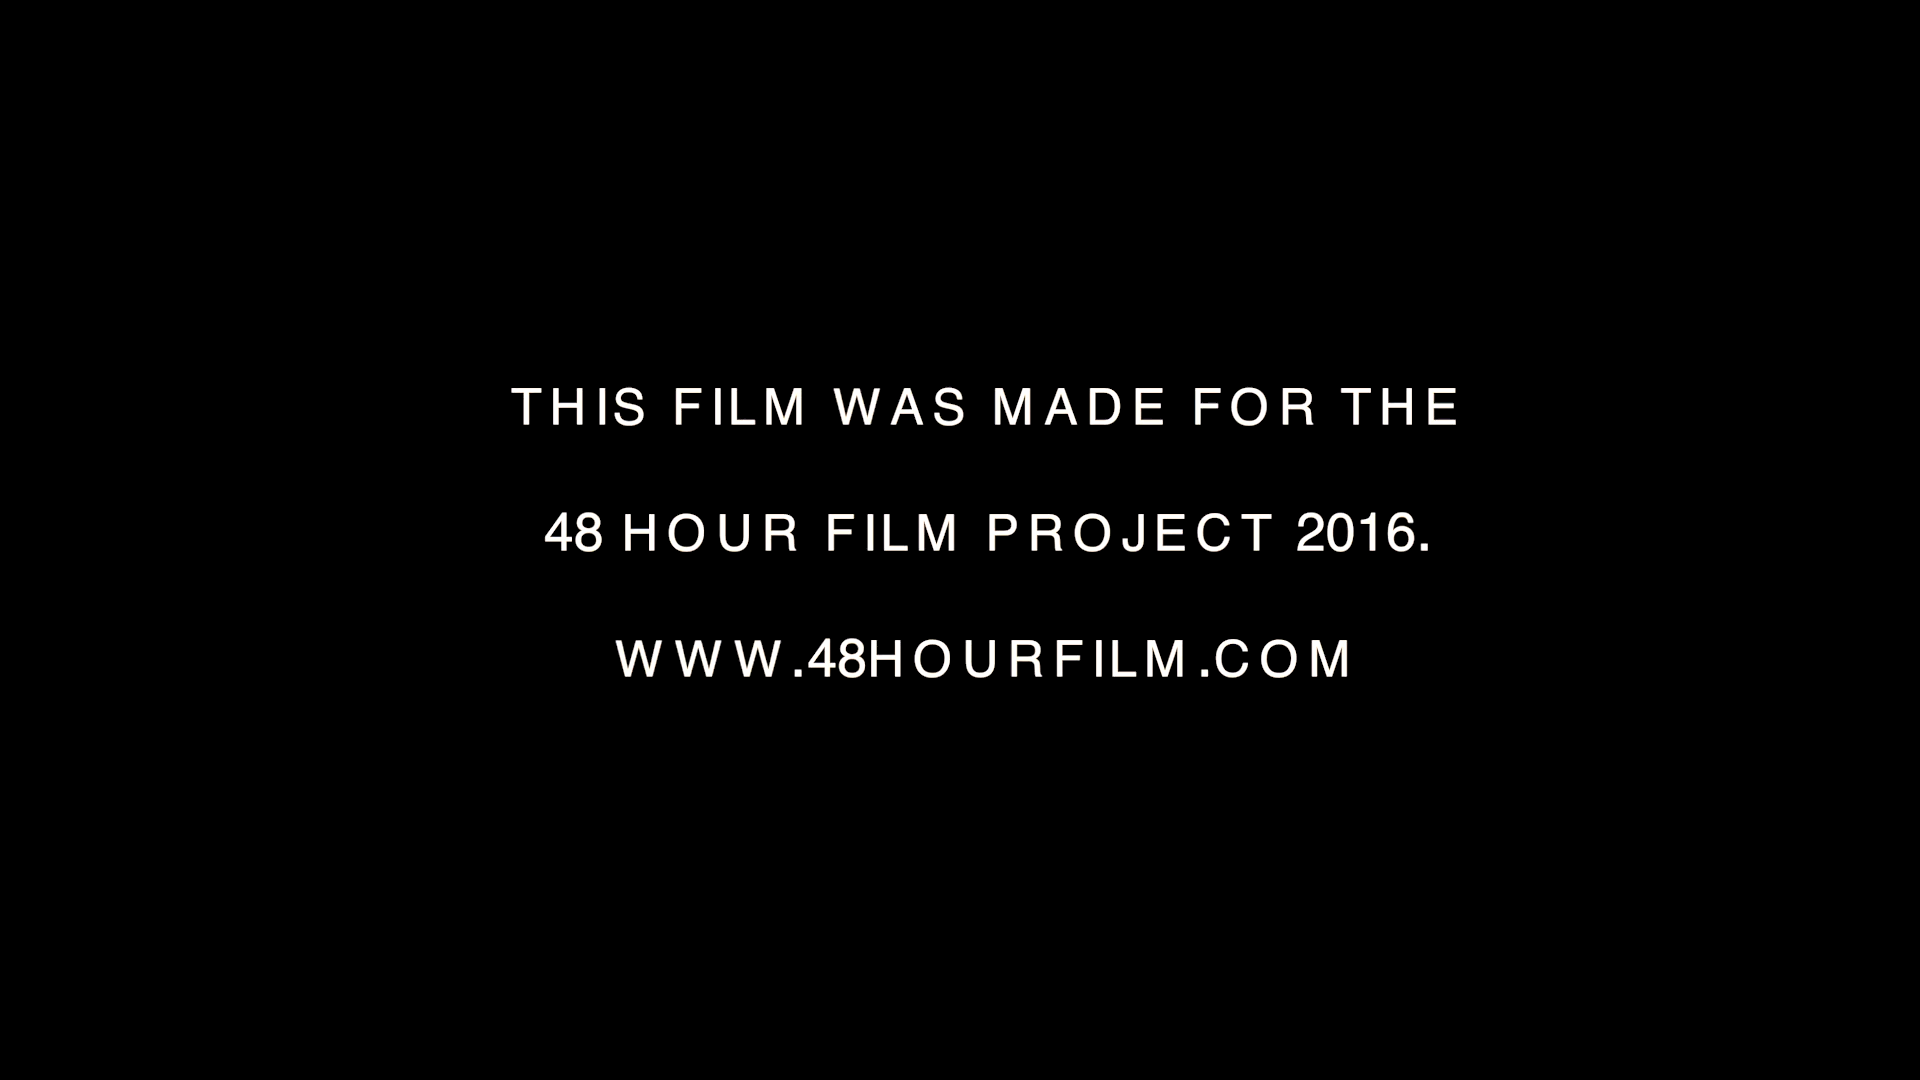 THIS FILM WAS MADE FOR THE
48 HOUR FILM PROJECT 2016.
WWW.48HOURFILM.COM